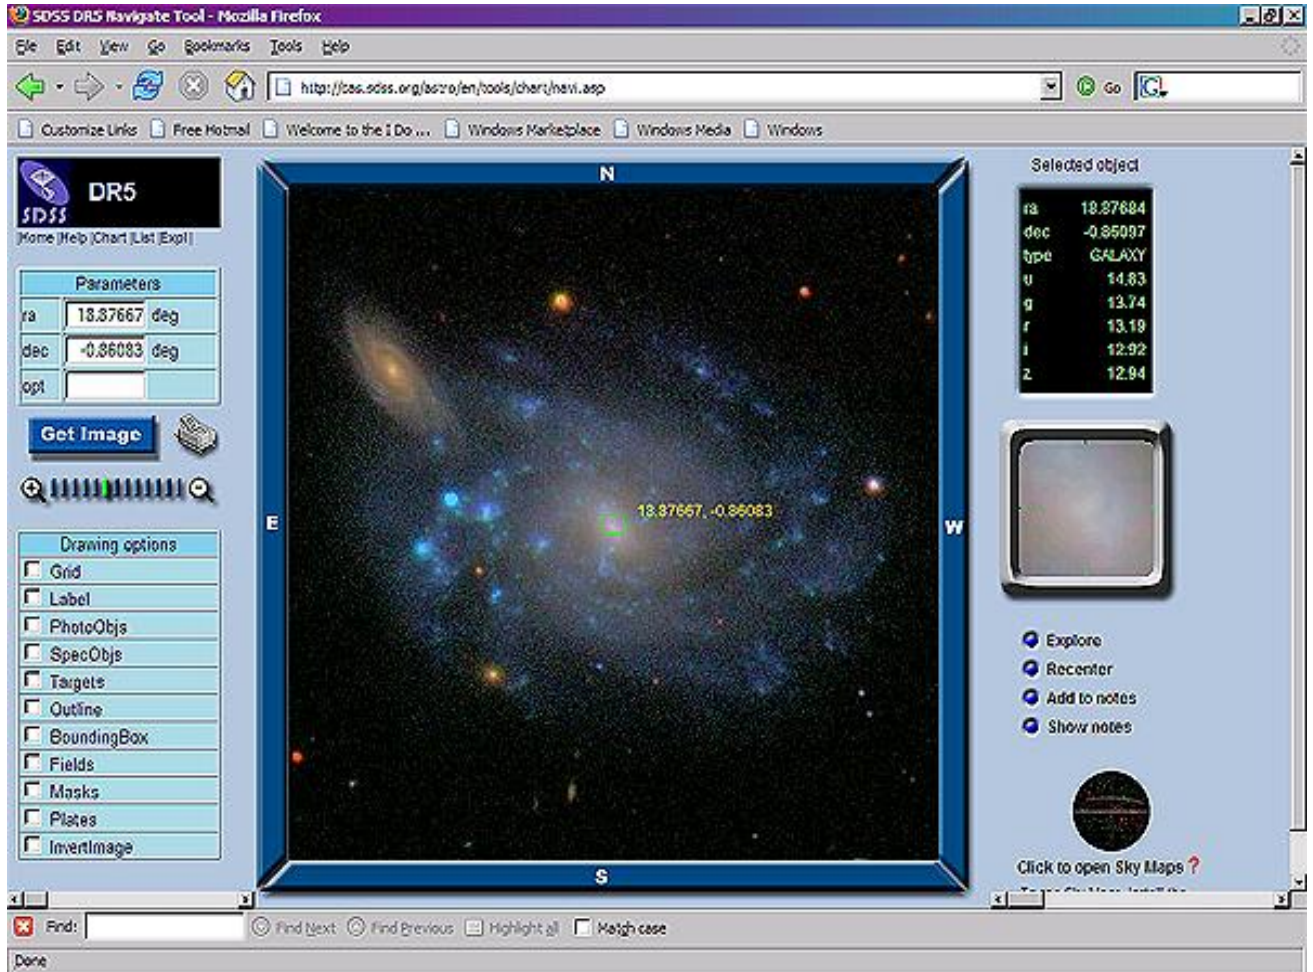 SDSS DR5 Navigate Tool - Mozilla Firefox
File Edit View Go Bookmarks Tools Help
http://cas.sdss.org/astro/en/tools/chart/navi.asp
Go
G
Customize Links Free Hotmail Welcome to the I Do ... Windows Marketplace Windows Media Windows
SDSS
DR5
|Home |Help |Chart |List |Expl|
Parameters
ra 18.87667 deg
dec -0.86083 deg
opt
Get Image
Drawing options
Grid
Label
PhotoObjs
SpecObjs
Targets
Outline
BoundingBox
Fields
Masks
Plates
InvertImage
N
E
18.87667, -0.86083
W
S
Selected object
ra 18.87684
dec -0.86097
type GALAXY
u 14.83
g 13.74
r 13.19
i 12.92
z 12.94
Explore
Recenter
Add to notes
Show notes
Click to open Sky Maps ?
Find: Find Next Find Previous Highlight all Match case
Done